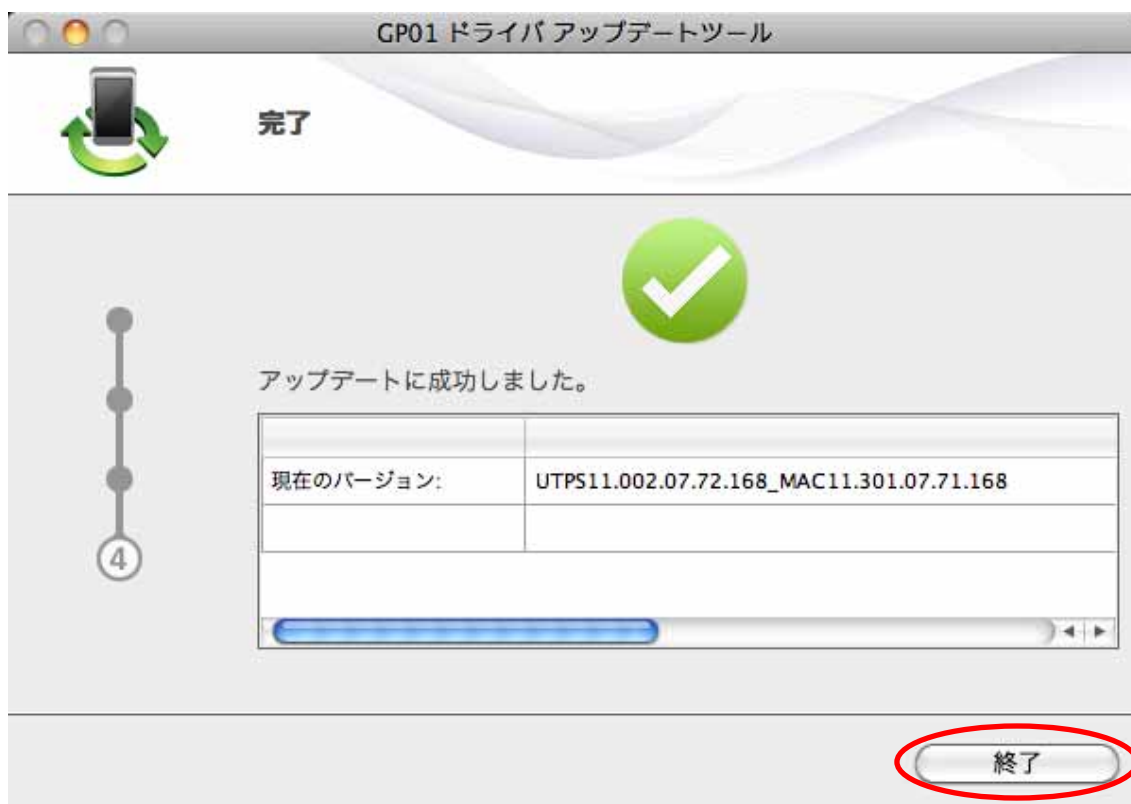 GP01 ドライバ アップデートツール
完了
アップデートに成功しました。
現在のバージョン: UTPS11.002.07.72.168_MAC11.301.07.71.168
4
終了